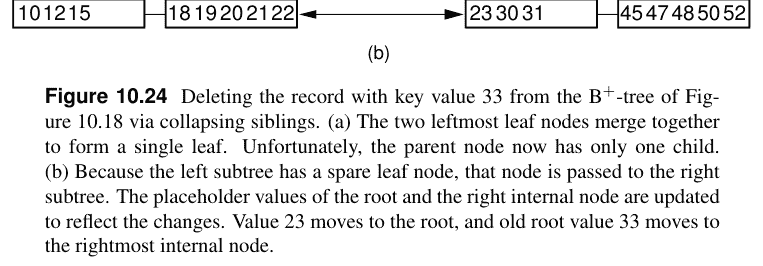 10 12 15 18 19 20 21 22 23 30 31 45 47 48 50 52
(b)
Figure 10.24 Deleting the record with key value 33 from the B+-tree of Fig-
ure 10.18 via collapsing siblings. (a) The two leftmost leaf nodes merge together
to form a single leaf. Unfortunately, the parent node now has only one child.
(b) Because the left subtree has a spare leaf node, that node is passed to the right
subtree. The placeholder values of the root and the right internal node are updated
to reflect the changes. Value 23 moves to the root, and old root value 33 moves to
the rightmost internal node.